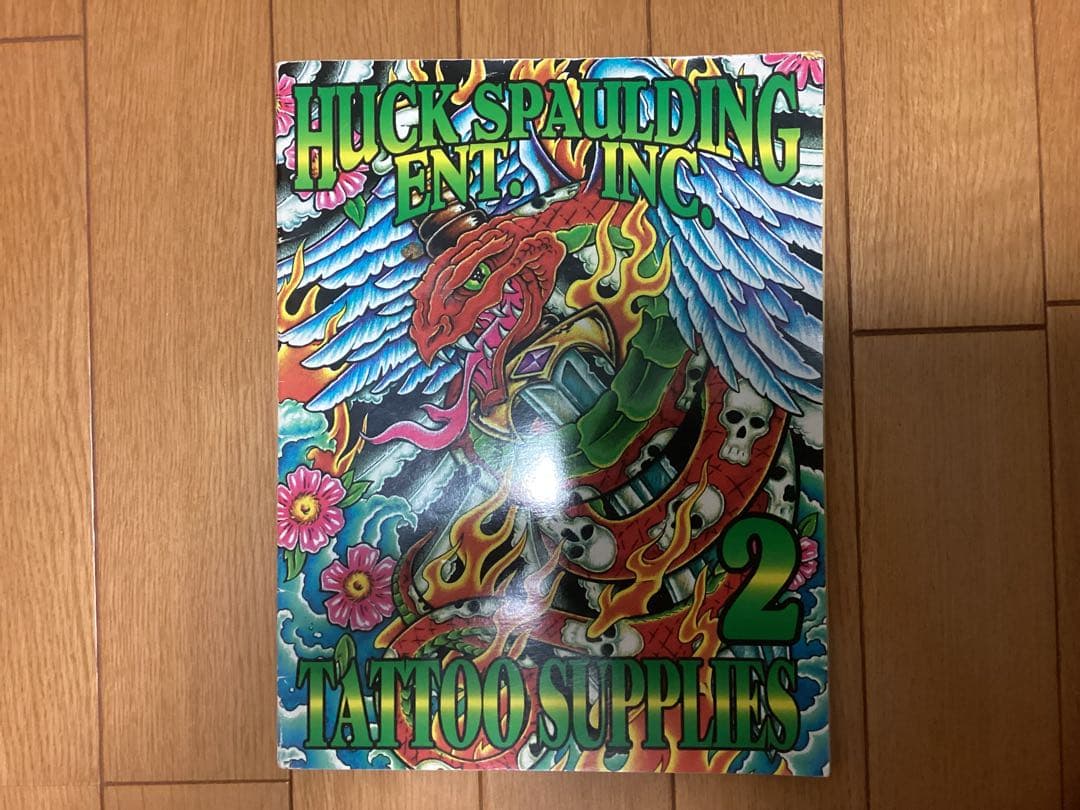 HUCK SPAULDING
ENT. INC.
2
TATTOO SUPPLIES